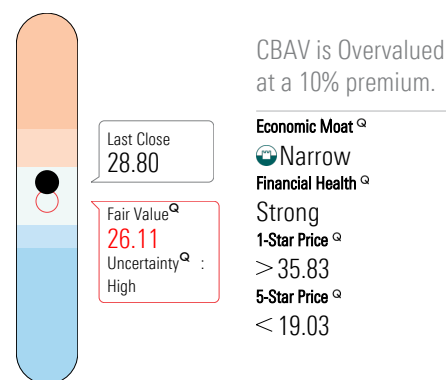 CBAV is Overvalued
at a 10% premium.
Last Close
28.80
Fair Value Q
26.11
Uncertainty Q :
High
Economic Moat Q
Narrow
Financial Health Q
Strong
1-Star Price Q
>35.83
5-Star Price Q
<19.03